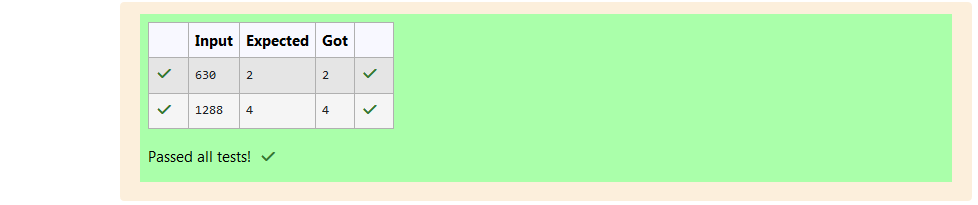 Input Expected Got
630 2 2
1288 4 4
Passed all tests!